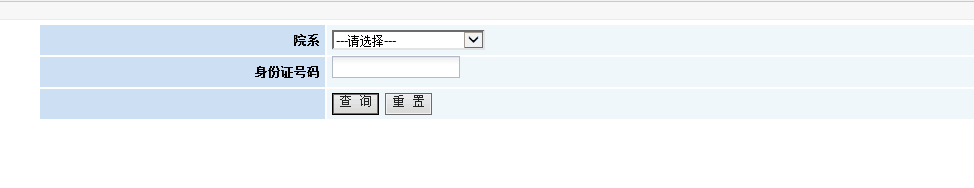 院系 ---请选择---
身份证号码
查 询 重 置